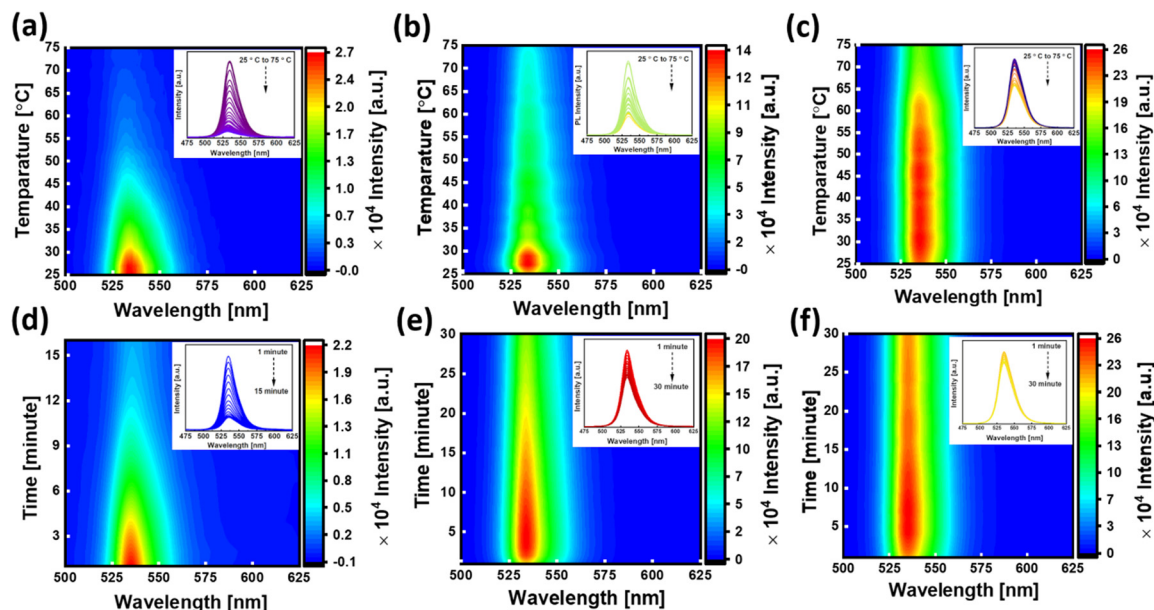 (a)
Temparature [°C]
75
70
65
60
55
50
45
40
35
30
25
500 525 550 575 600 625
Wavelength [nm]
Intensity [a.u.]
25 ° C to 75 ° C
475 500 525 550 575 600 625
Wavelength [nm]
2.7
2.4
2.0
1.7
1.3
1.0
0.7
0.3
-0.0
× 10⁴ Intensity [a.u.]
(b)
Temparature [°C]
75
70
65
60
55
50
45
40
35
30
25
500 525 550 575 600 625
Wavelength [nm]
PL Intensity [a.u.]
25 ° C to 75 ° C
475 500 525 550 575 600 625
Wavelength [nm]
14
12
11
9
7
5
3
2
-0
× 10⁴ Intensity [a.u.]
(c)
Temparature [°C]
75
70
65
60
55
50
45
40
35
30
25
500 525 550 575 600 625
Wavelength [nm]
Intensity [a.u.]
25 ° C to 75 ° C
475 500 525 550 575 600 625
Wavelength [nm]
26
23
19
16
13
10
6
3
0
× 10⁴ Intensity [a.u.]
(d)
Time [minute]
15
12
9
6
3
500 525 550 575 600 625
Wavelength [nm]
Intensity [a.u.]
1 minute
15 minute
475 500 525 550 575 600 625
Wavelength [nm]
2.2
1.9
1.6
1.3
1.1
0.8
0.5
0.2
-0.1
× 10⁴ Intensity [a.u.]
(e)
Time [minute]
30
25
20
15
10
5
500 525 550 575 600 625
Wavelength [nm]
Intensity [a.u.]
1 minute
30 minute
475 500 525 550 575 600 625
Wavelength [nm]
20
17
15
12
10
7
5
2
0
× 10⁴ Intensity [a.u.]
(f)
Time [minute]
30
25
20
15
10
5
500 525 550 575 600 625
Wavelength [nm]
Intensity [a.u.]
1 minute
30 minute
475 500 525 550 575 600 625
Wavelength [nm]
26
23
20
16
13
10
7
3
0
× 10⁴ Intensity [a.u.]